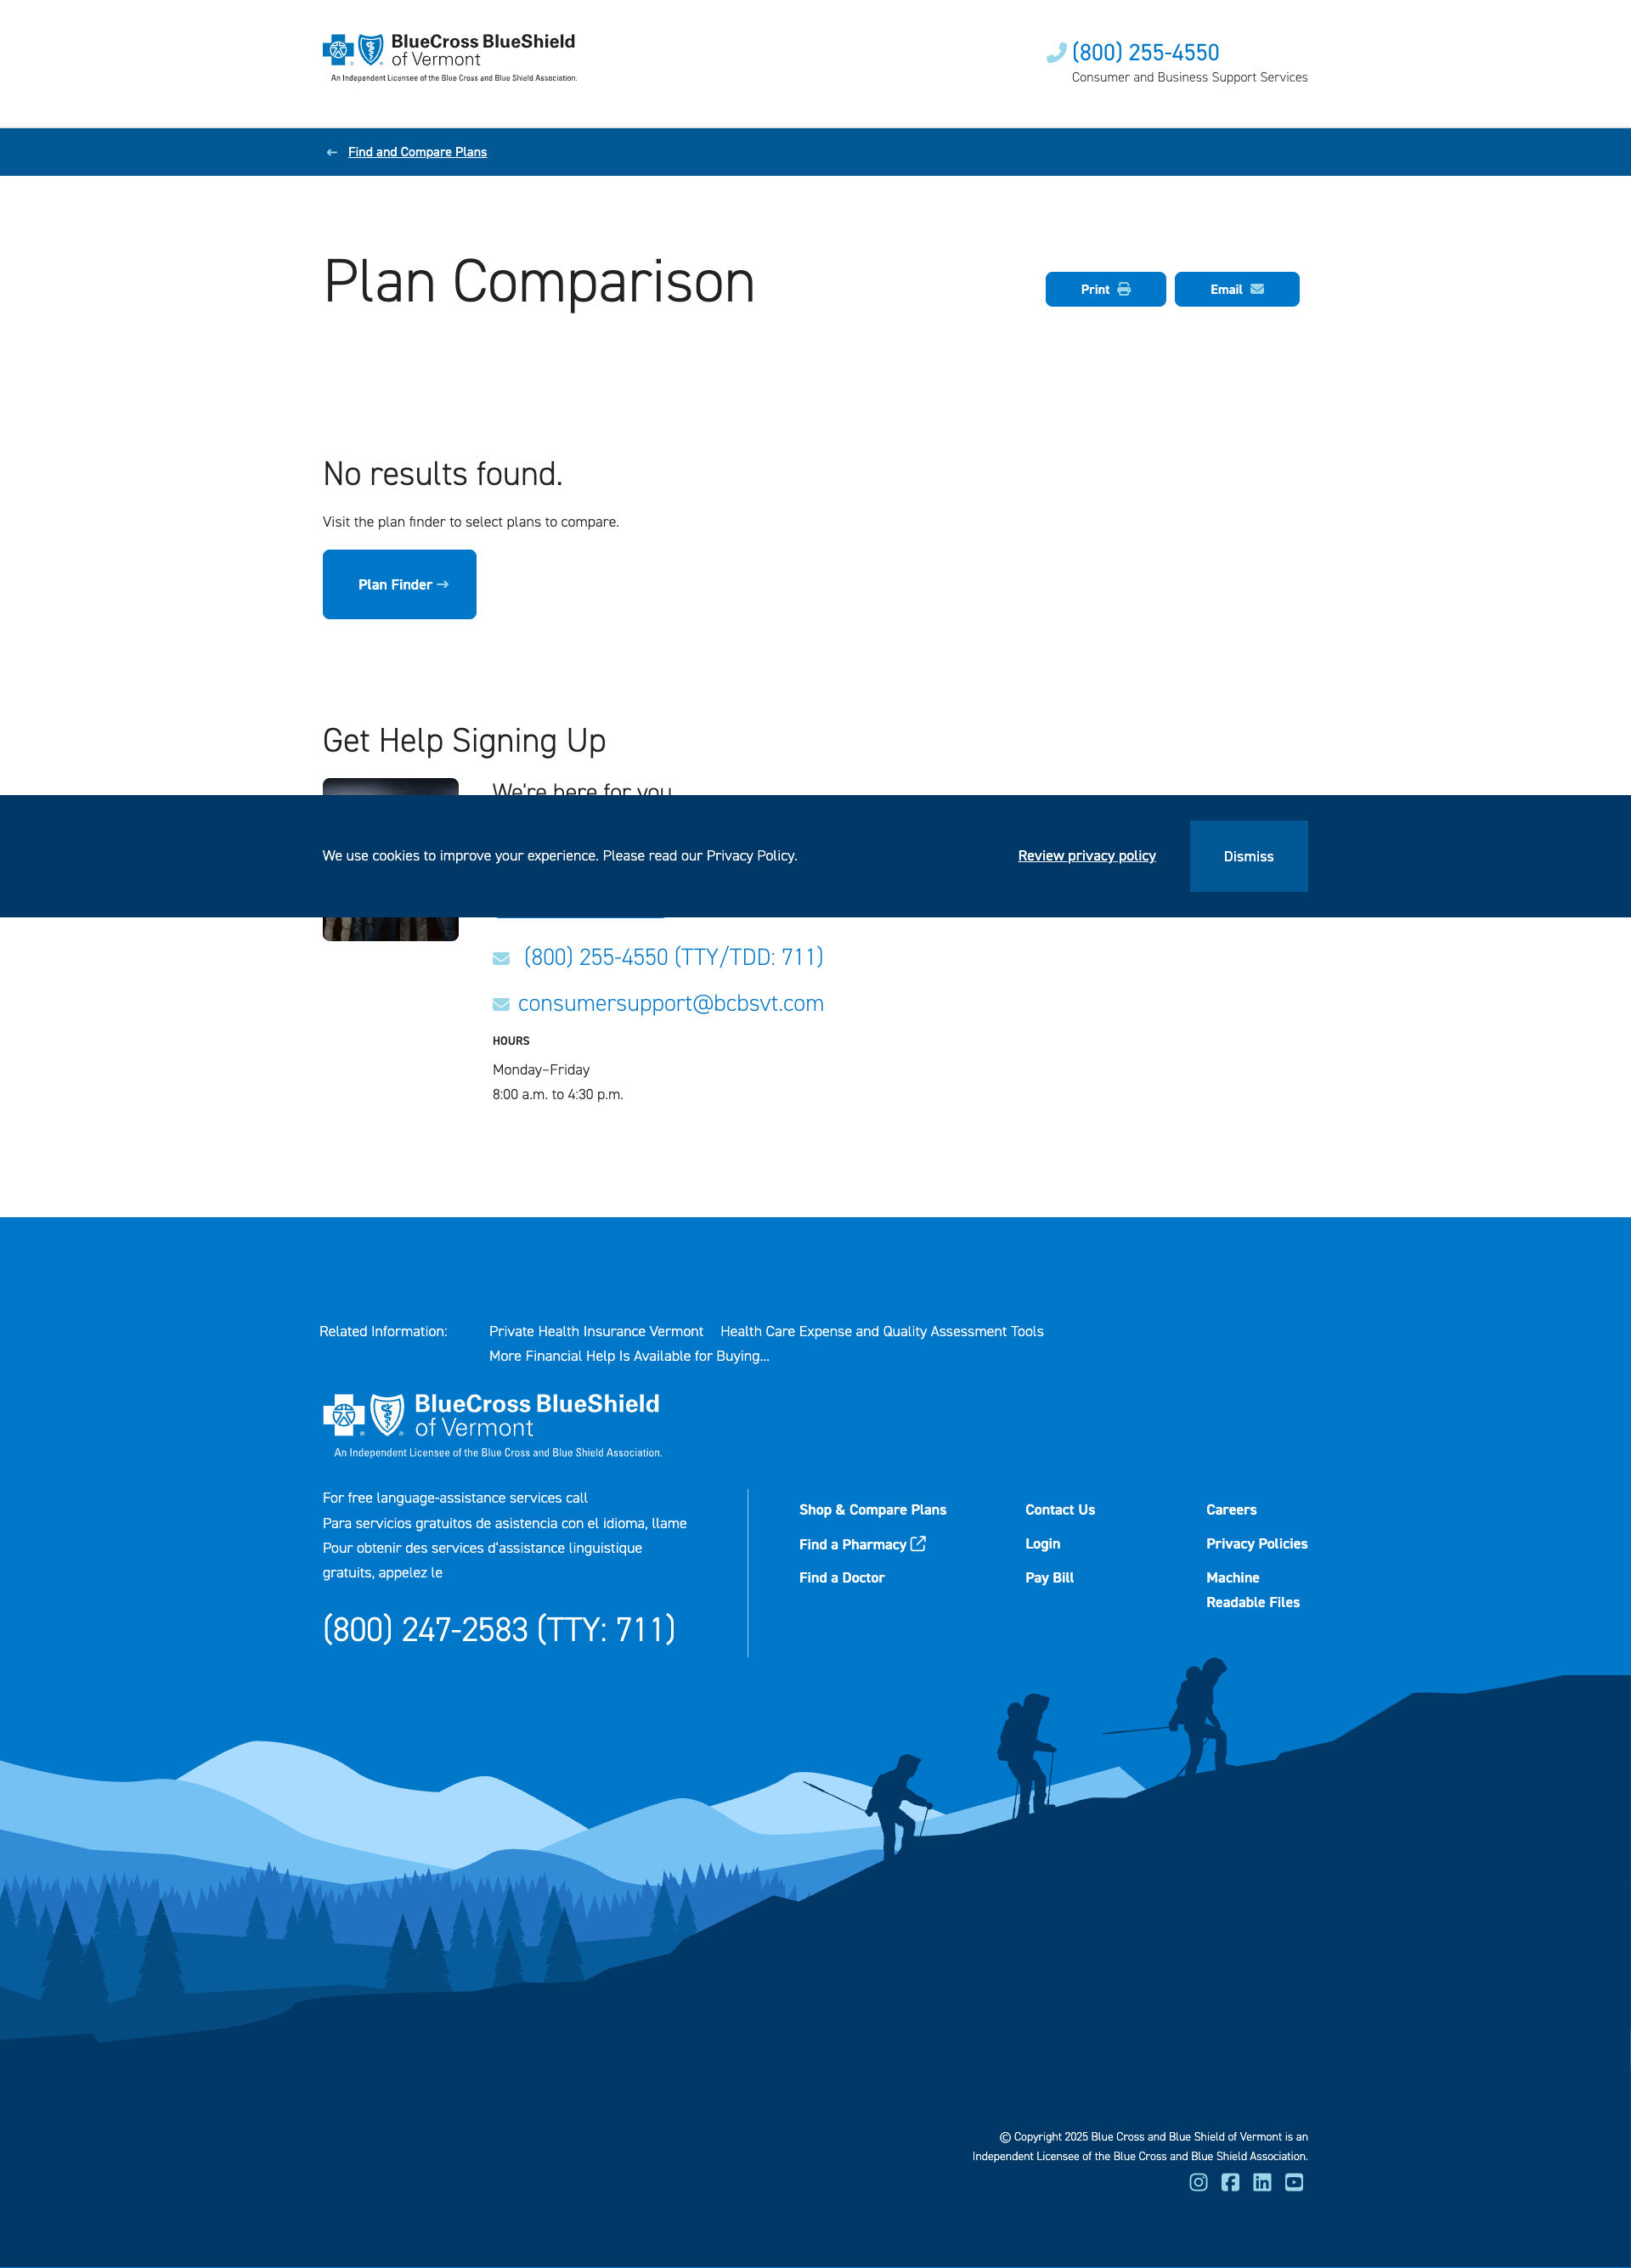 BlueCross BlueShield
of Vermont
An Independent Licensee of the Blue Cross and Blue Shield Association.
(800) 255-4550
Consumer and Business Support Services
Find and Compare Plans
Plan Comparison
Print
Email
No results found.
Visit the plan finder to select plans to compare.
Plan Finder
Get Help Signing Up
We're here for you
We use cookies to improve your experience. Please read our Privacy Policy.
Review privacy policy
Dismiss
(800) 255-4550 (TTY/TDD: 711)
consumersupport@bcbsvt.com
HOURS
Monday–Friday
8:00 a.m. to 4:30 p.m.
Related Information:
Private Health Insurance Vermont
Health Care Expense and Quality Assessment Tools
More Financial Help Is Available for Buying...
BlueCross BlueShield
of Vermont
An Independent Licensee of the Blue Cross and Blue Shield Association.
For free language-assistance services call
Para servicios gratuitos de asistencia con el idioma, llame
Pour obtenir des services d'assistance linguistique
gratuits, appelez le
(800) 247-2583 (TTY: 711)
Shop & Compare Plans
Find a Pharmacy
Find a Doctor
Contact Us
Login
Pay Bill
Careers
Privacy Policies
Machine
Readable Files
© Copyright 2025 Blue Cross and Blue Shield of Vermont is an
Independent Licensee of the Blue Cross and Blue Shield Association.